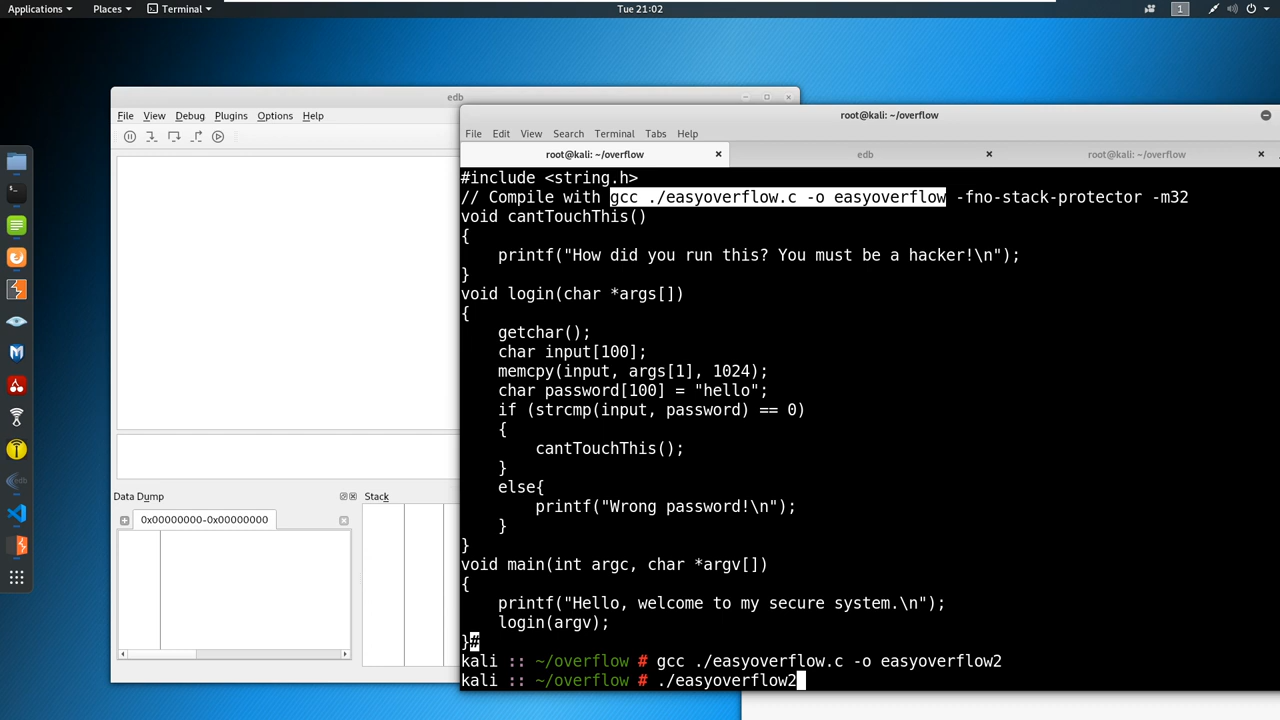 Applications Places Terminal Tue 21:02 1
edb
File View Debug Plugins Options Help
root@kali: ~/overflow
File Edit View Search Terminal Tabs Help
root@kali: ~/overflow × edb × root@kali: ~/overflow ×
#include <string.h>
// Compile with gcc ./easyoverflow.c -o easyoverflow -fno-stack-protector -m32
void cantTouchThis()
{
printf("How did you run this? You must be a hacker!\n");
}
void login(char *args[])
{
getchar();
char input[100];
memcpy(input, args[1], 1024);
char password[100] = "hello";
if (strcmp(input, password) == 0)
{
cantTouchThis();
}
else{
printf("Wrong password!\n");
}
}
void main(int argc, char *argv[])
{
printf("Hello, welcome to my secure system.\n");
login(argv);
}#
kali :: ~/overflow # gcc ./easyoverflow.c -o easyoverflow2
kali :: ~/overflow # ./easyoverflow2
Data Dump
Stack
0x00000000-0x00000000
edb